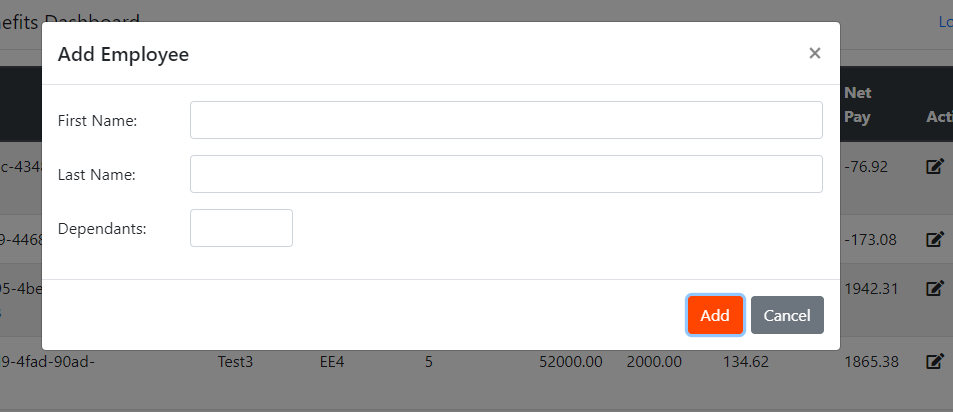 nefits Dashboard Lo
Add Employee ×
Net
Pay Acti
First Name:
c-434 -76.92
Last Name:
9-4468 -173.08
Dependants:
95-4be 1942.31
Add Cancel
9-4fad-90ad- Test3 EE4 5 52000.00 2000.00 134.62 1865.38